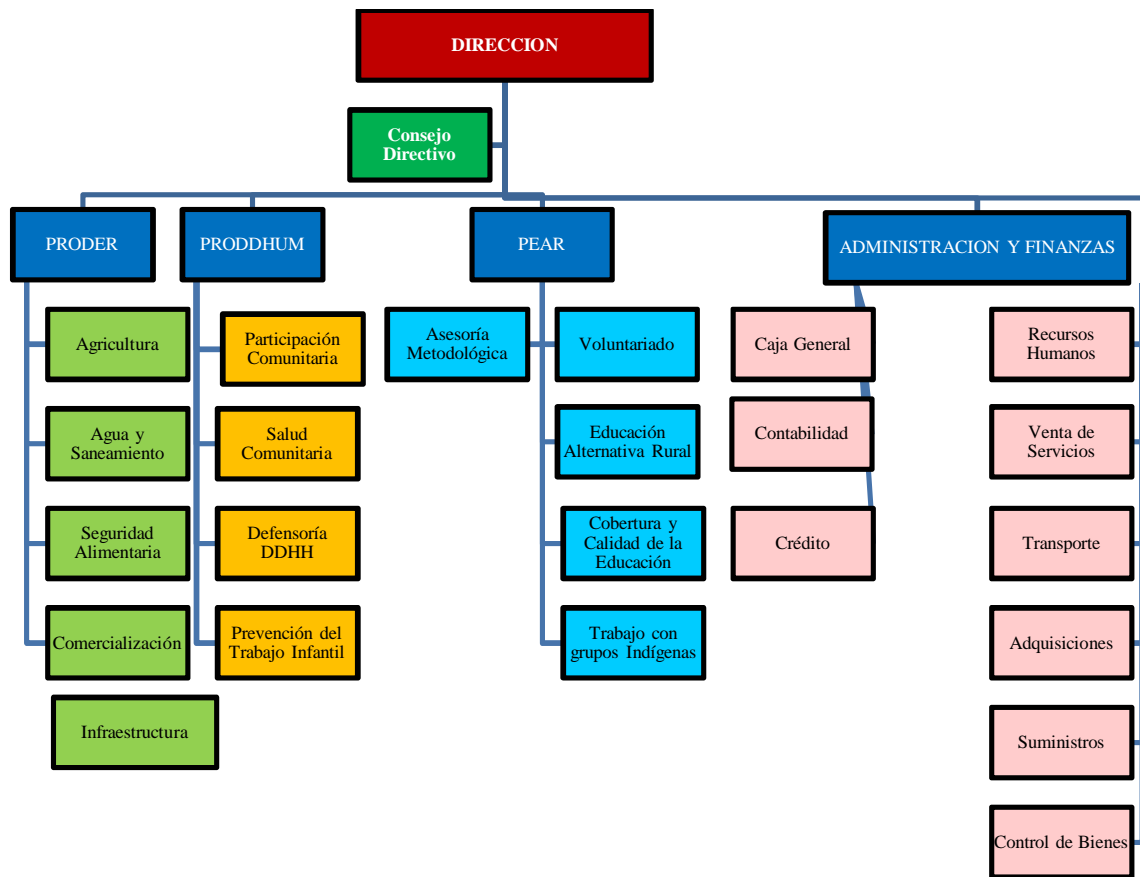 DIRECCION
Consejo
Directivo
PRODER
PRODDHUM
PEAR
ADMINISTRACION Y FINANZAS
Agricultura
Agua y
Saneamiento
Seguridad
Alimentaria
Comercialización
Infraestructura
Participación
Comunitaria
Salud
Comunitaria
Defensoría
DDHH
Prevención del
Trabajo Infantil
Asesoría
Metodológica
Voluntariado
Educación
Alternativa Rural
Cobertura y
Calidad de la
Educación
Trabajo con
grupos Indígenas
Caja General
Contabilidad
Crédito
Recursos
Humanos
Venta de
Servicios
Transporte
Adquisiciones
Suministros
Control de Bienes